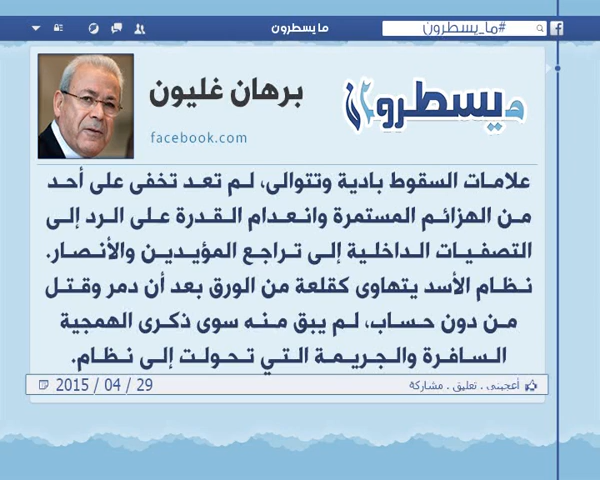 ما يسطرون
#ما_يسطرون
ما يسطرون
برهان غليون
facebook.com
علامات السقوط بادية وتتوالى، لم تعد تخفى على أحد
من الهزائم المستمرة وانعدام القدرة على الرد إلى
التصفيات الداخلية إلى تراجع المؤيدين والأنصار.
نظام الأسد يتهاوى كقلعة من الورق بعد أن دمر وقتل
من دون حساب، لم يبق منه سوى ذكرى الهمجية
السافرة والجريمة التي تحولت إلى نظام.
أعجبني . تعليق . مشاركة
29 / 04 / 2015